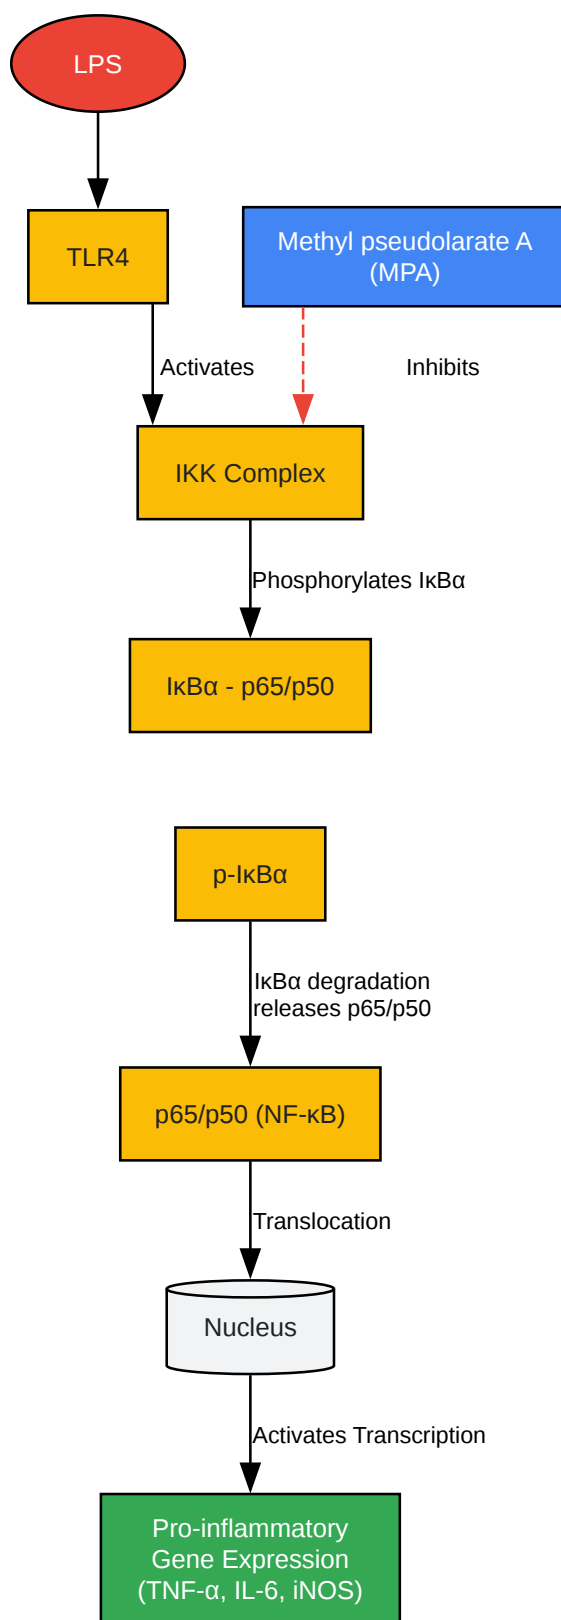 LPS
TLR4
Methyl pseudolarate A
(MPA)
Activates
Inhibits
IKK Complex
Phosphorylates IκBα
IκBα - p65/p50
p-IκBα
IκBα degradation
releases p65/p50
p65/p50 (NF-κB)
Translocation
Nucleus
Activates Transcription
Pro-inflammatory
Gene Expression
(TNF-α, IL-6, iNOS)